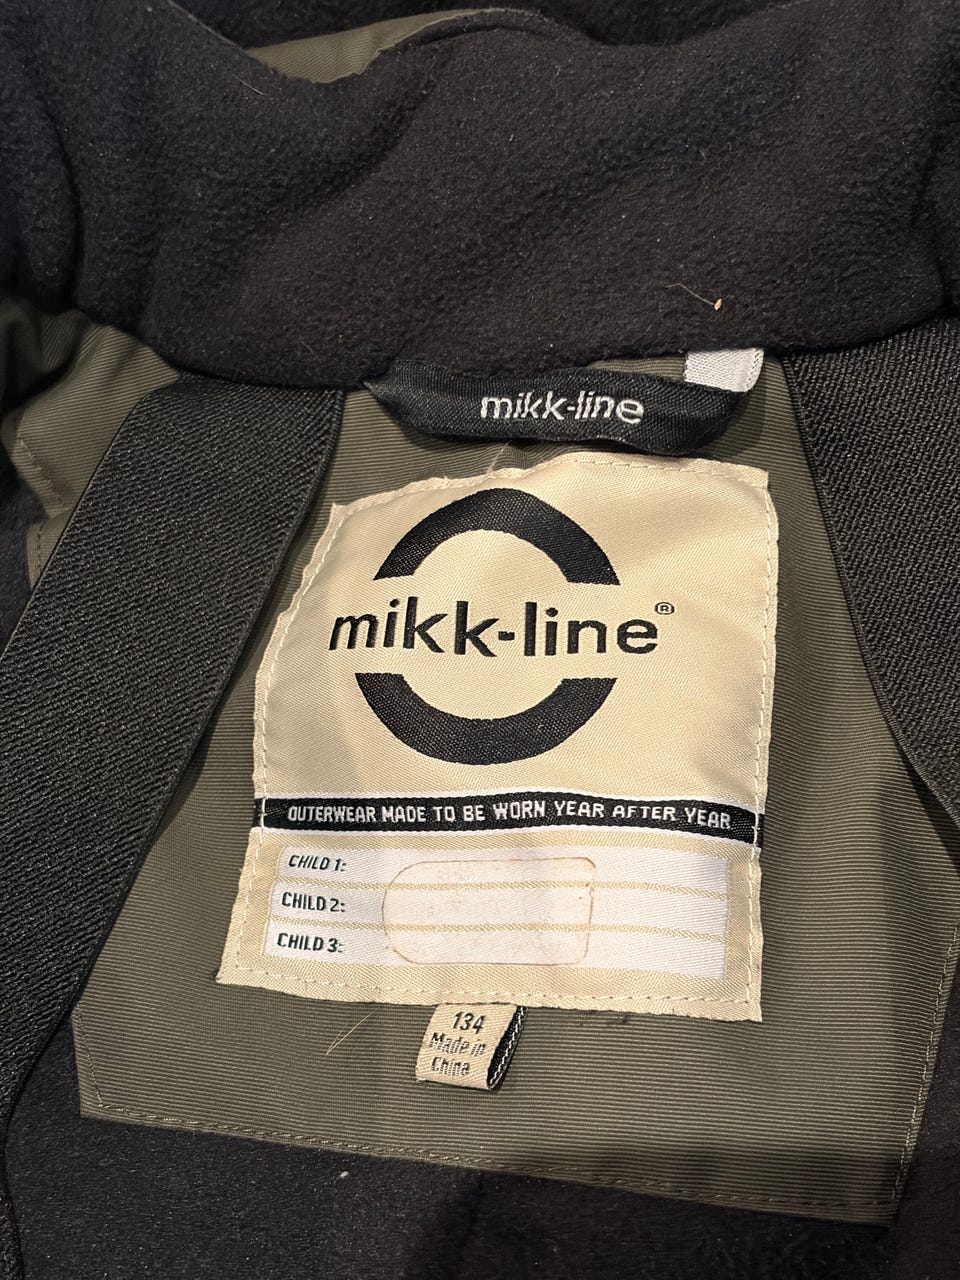 mikk-line
mikk-line®
OUTERWEAR MADE TO BE WORN YEAR AFTER YEAR
CHILD 1:
CHILD 2:
CHILD 3:
134
Made in
China